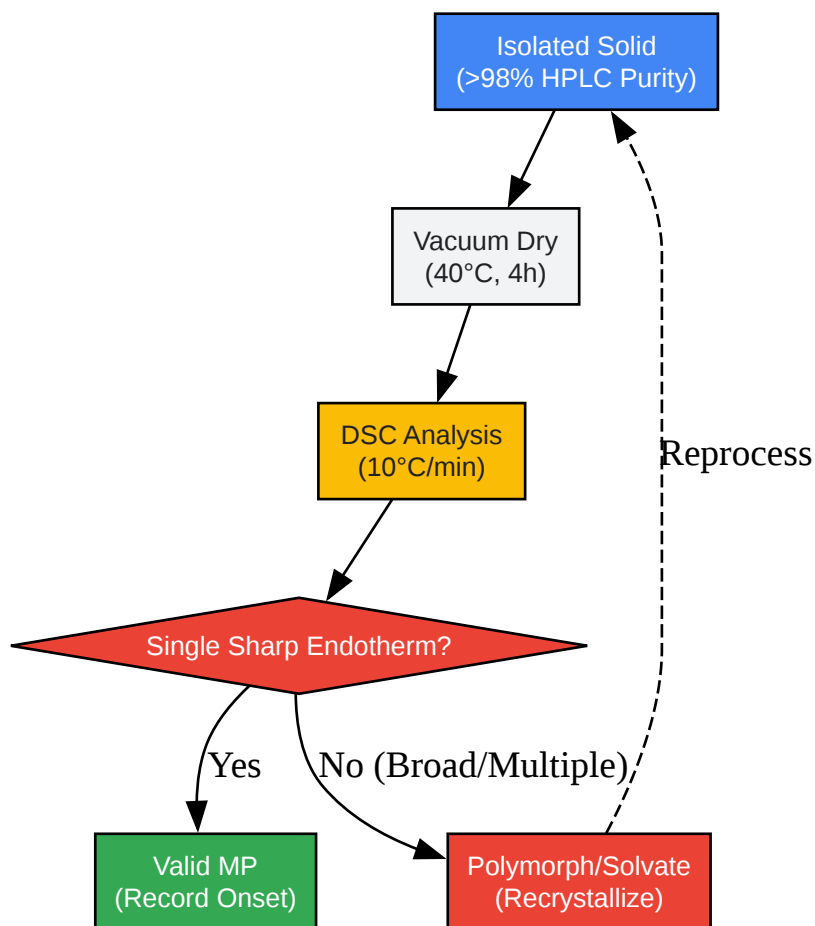 Isolated Solid
(>98% HPLC Purity)
Vacuum Dry
(40°C, 4h)
DSC Analysis
(10°C/min)
Reprocess
Single Sharp Endotherm?
Yes
No (Broad/Multiple)
Valid MP
(Record Onset)
Polymorph/Solvate
(Recrystallize)